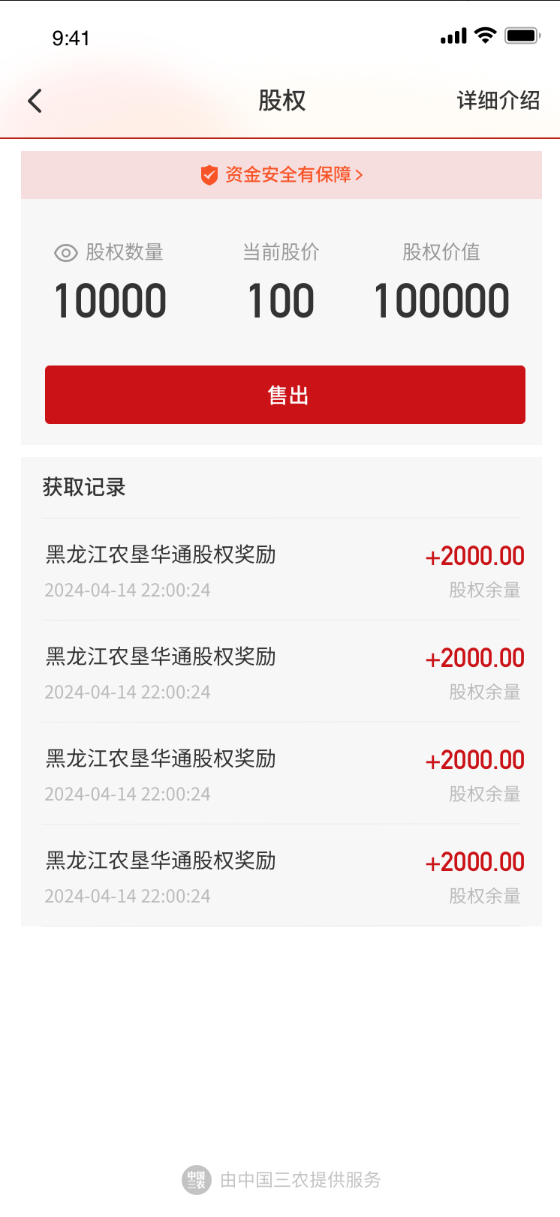 9:41
股权
详细介绍
资金安全有保障>
股权数量 当前股价 股权价值
10000 100 100000
售出
获取记录
黑龙江农垦华通股权奖励 +2000.00
2024-04-14 22:00:24 股权余量
黑龙江农垦华通股权奖励 +2000.00
2024-04-14 22:00:24 股权余量
黑龙江农垦华通股权奖励 +2000.00
2024-04-14 22:00:24 股权余量
黑龙江农垦华通股权奖励 +2000.00
2024-04-14 22:00:24 股权余量
中国三农 由中国三农提供服务